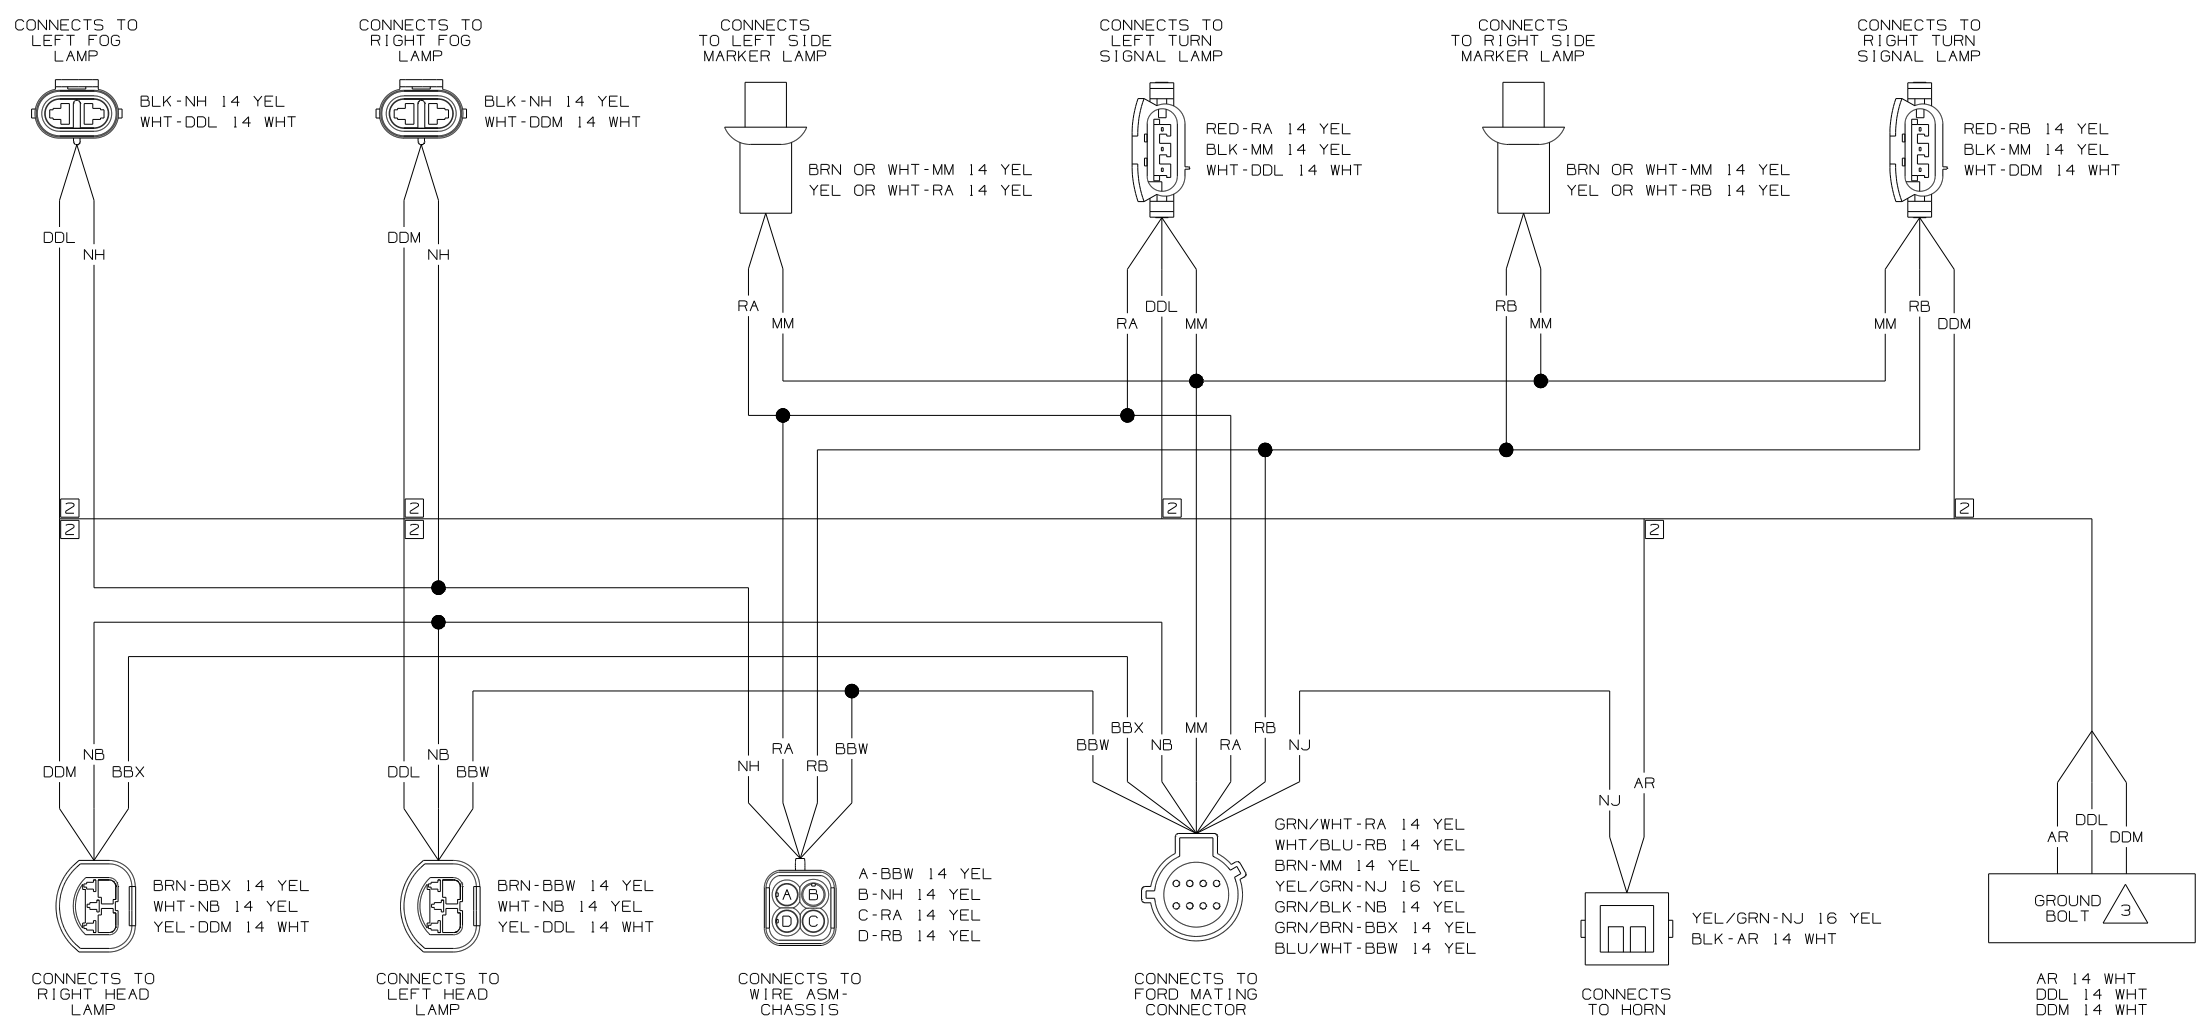 CONNECTS TO
LEFT FOG
LAMP
CONNECTS TO
RIGHT FOG
LAMP
CONNECTS
TO LEFT SIDE
MARKER LAMP
CONNECTS TO
LEFT TURN
SIGNAL LAMP
CONNECTS
TO RIGHT SIDE
MARKER LAMP
CONNECTS TO
RIGHT TURN
SIGNAL LAMP
BLK-NH 14 YEL
WHT-DDL 14 WHT
BLK-NH 14 YEL
WHT-DDM 14 WHT
BRN OR WHT-MM 14 YEL
YEL OR WHT-RA 14 YEL
RED-RA 14 YEL
BLK-MM 14 YEL
WHT-DDL 14 WHT
BRN OR WHT-MM 14 YEL
YEL OR WHT-RB 14 YEL
RED-RB 14 YEL
BLK-MM 14 YEL
WHT-DDM 14 WHT
DDL
NH
DDM
NH
RA
MM
RA
DDL
MM
RB
MM
MM
RB
DDM
2
2
2
2
2
2
2
DDM
NB
BBX
DDL
NB
BBW
NH
RA
RB
BBW
BBW
BBX
NB
MM
RA
RB
NJ
NJ
AR
AR
DDL
DDM
BRN-BBX 14 YEL
WHT-NB 14 YEL
YEL-DDM 14 WHT
BRN-BBW 14 YEL
WHT-NB 14 YEL
YEL-DDL 14 WHT
A B
D C
A-BBW 14 YEL
B-NH 14 YEL
C-RA 14 YEL
D-RB 14 YEL
GRN/WHT-RA 14 YEL
WHT/BLU-RB 14 YEL
BRN-MM 14 YEL
YEL/GRN-NJ 16 YEL
GRN/BLK-NB 14 YEL
GRN/BRN-BBX 14 YEL
BLU/WHT-BBW 14 YEL
YEL/GRN-NJ 16 YEL
BLK-AR 14 WHT
GROUND
BOLT
3
CONNECTS TO
RIGHT HEAD
LAMP
CONNECTS TO
LEFT HEAD
LAMP
CONNECTS TO
WIRE ASM-
CHASSIS
CONNECTS TO
FORD MATING
CONNECTOR
CONNECTS
TO HORN
AR 14 WHT
DDL 14 WHT
DDM 14 WHT